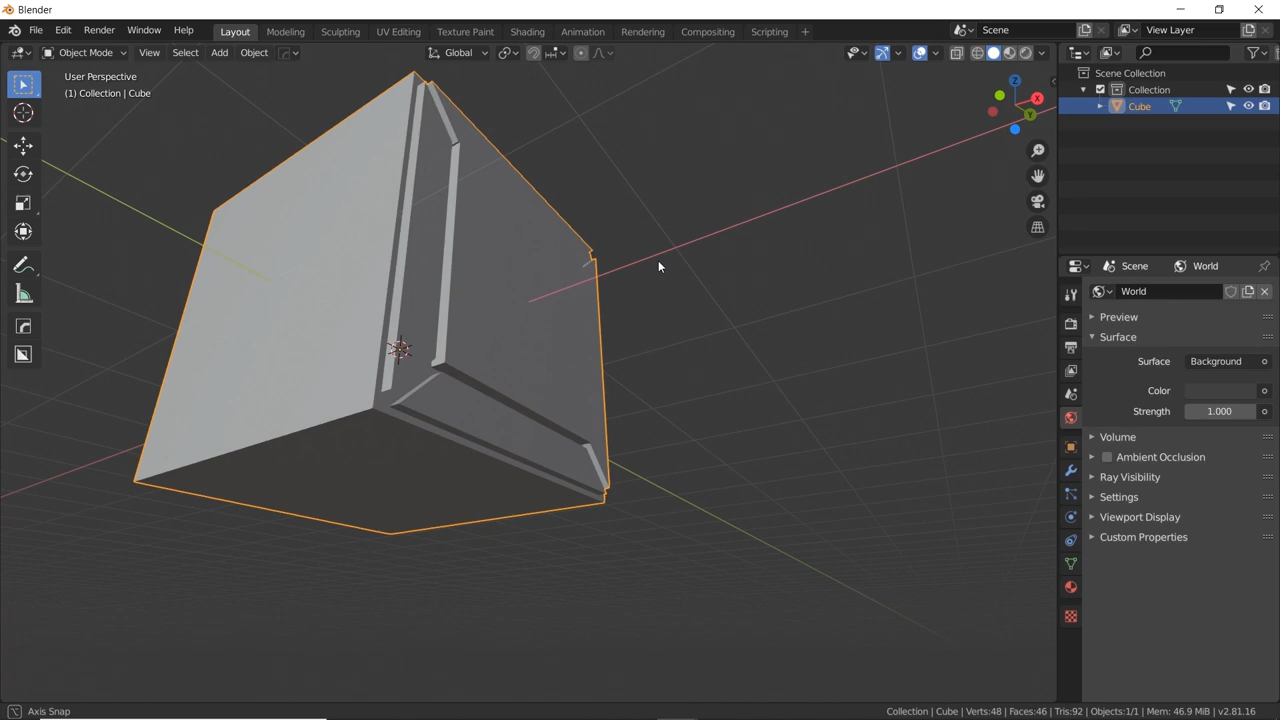 Blender
File Edit Render Window Help Layout Modeling Sculpting UV Editing Texture Paint Shading Animation Rendering Compositing Scripting + Scene View Layer
Object Mode View Select Add Object Global
User Perspective
(1) Collection | Cube
Z
X
Y
Scene Collection
Collection
Cube
Scene World
World
Preview
Surface
Surface Background
Color
Strength 1.000
Volume
Ambient Occlusion
Ray Visibility
Settings
Viewport Display
Custom Properties
Axis Snap
Collection | Cube | Verts:48 | Faces:46 | Tris:92 | Objects:1/1 | Mem: 46.9 MiB | v2.81.16